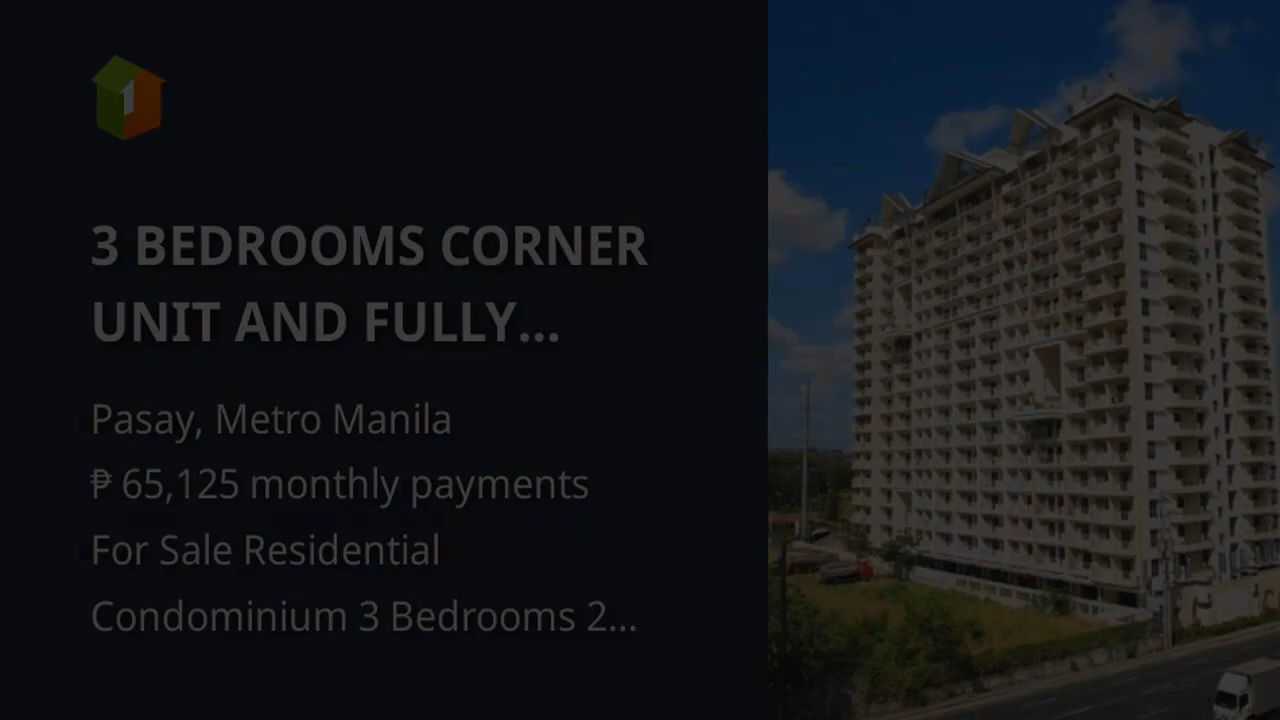 3 BEDROOMS CORNER
UNIT AND FULLY...
Pasay, Metro Manila
₱ 65,125 monthly payments
For Sale Residential
Condominium 3 Bedrooms 2...